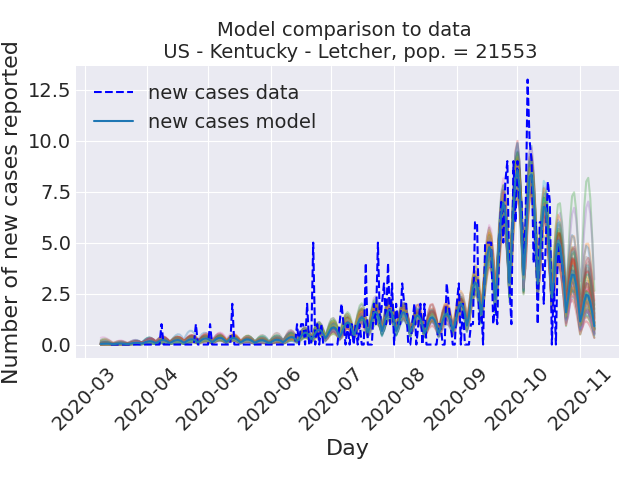 Model comparison to data
US - Kentucky - Letcher, pop. = 21553
Number of new cases reported
12.5
10.0
7.5
5.0
2.5
0.0
new cases data
new cases model
2020-03
2020-04
2020-05
2020-06
2020-07
2020-08
2020-09
2020-10
2020-11
Day